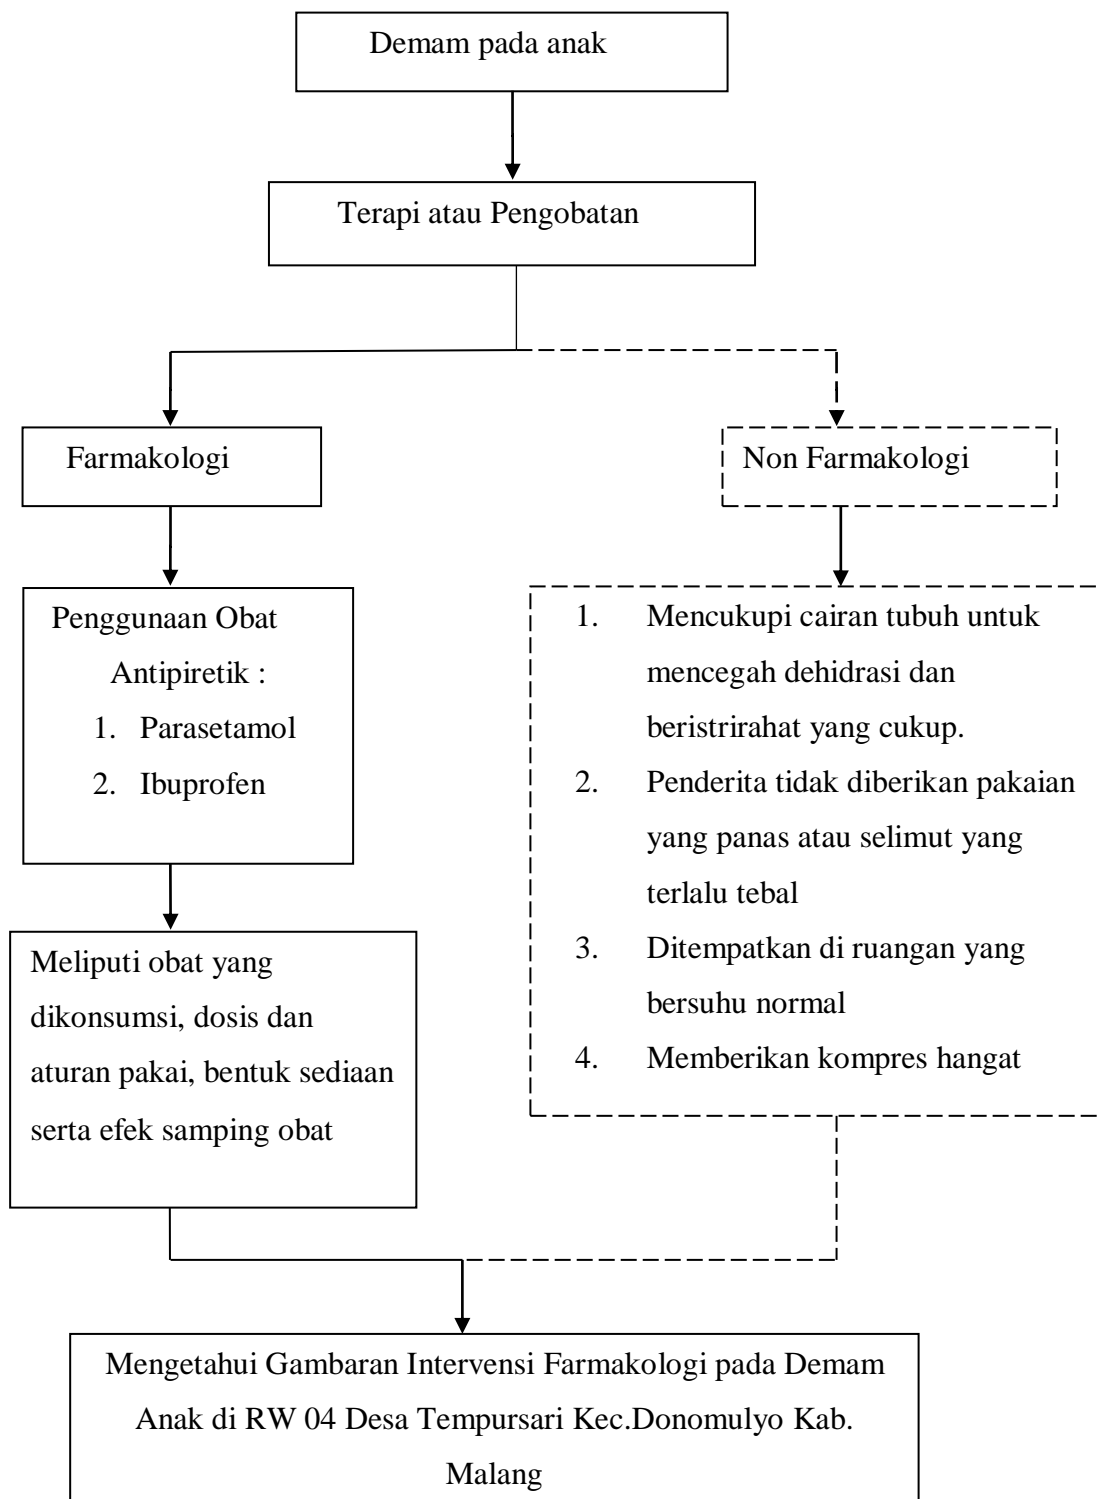 Demam pada anak
Terapi atau Pengobatan
Farmakologi
Non Farmakologi
Penggunaan Obat
Antipiretik :
1. Parasetamol
2. Ibuprofen
1. Mencukupi cairan tubuh untuk
mencegah dehidrasi dan
beristrirahat yang cukup.
2. Penderita tidak diberikan pakaian
yang panas atau selimut yang
terlalu tebal
3. Ditempatkan di ruangan yang
bersuhu normal
4. Memberikan kompres hangat
Meliputi obat yang
dikonsumsi, dosis dan
aturan pakai, bentuk sediaan
serta efek samping obat
Mengetahui Gambaran Intervensi Farmakologi pada Demam
Anak di RW 04 Desa Tempursari Kec.Donomulyo Kab.
Malang